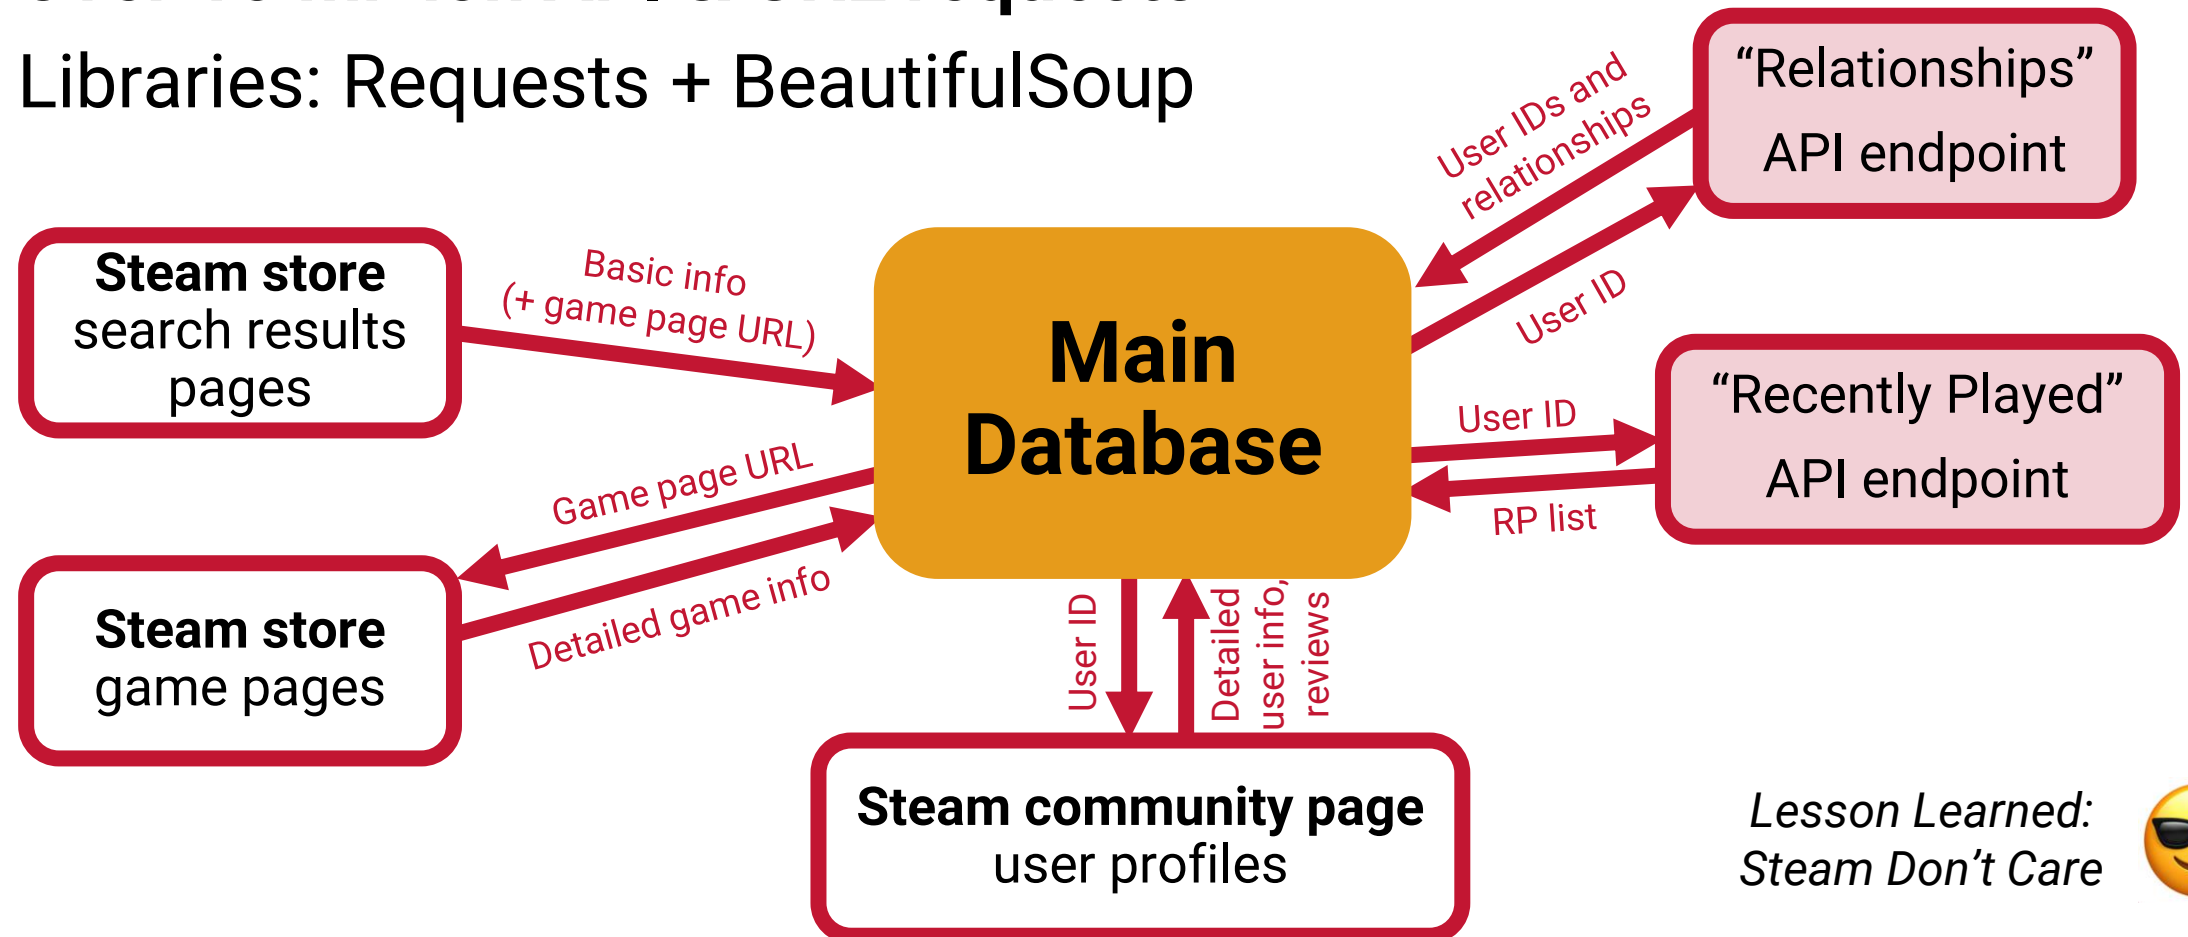 Libraries: Requests + BeautifulSoup
“Relationships”
API endpoint
User IDs and
relationships
User ID
Steam store
search results
pages
Basic info
(+ game page URL)
Main
Database
“Recently Played”
API endpoint
User ID
RP list
Game page URL
Detailed game info
Steam store
game pages
User ID
Detailed
user info,
reviews
Steam community page
user profiles
Lesson Learned:
Steam Don’t Care